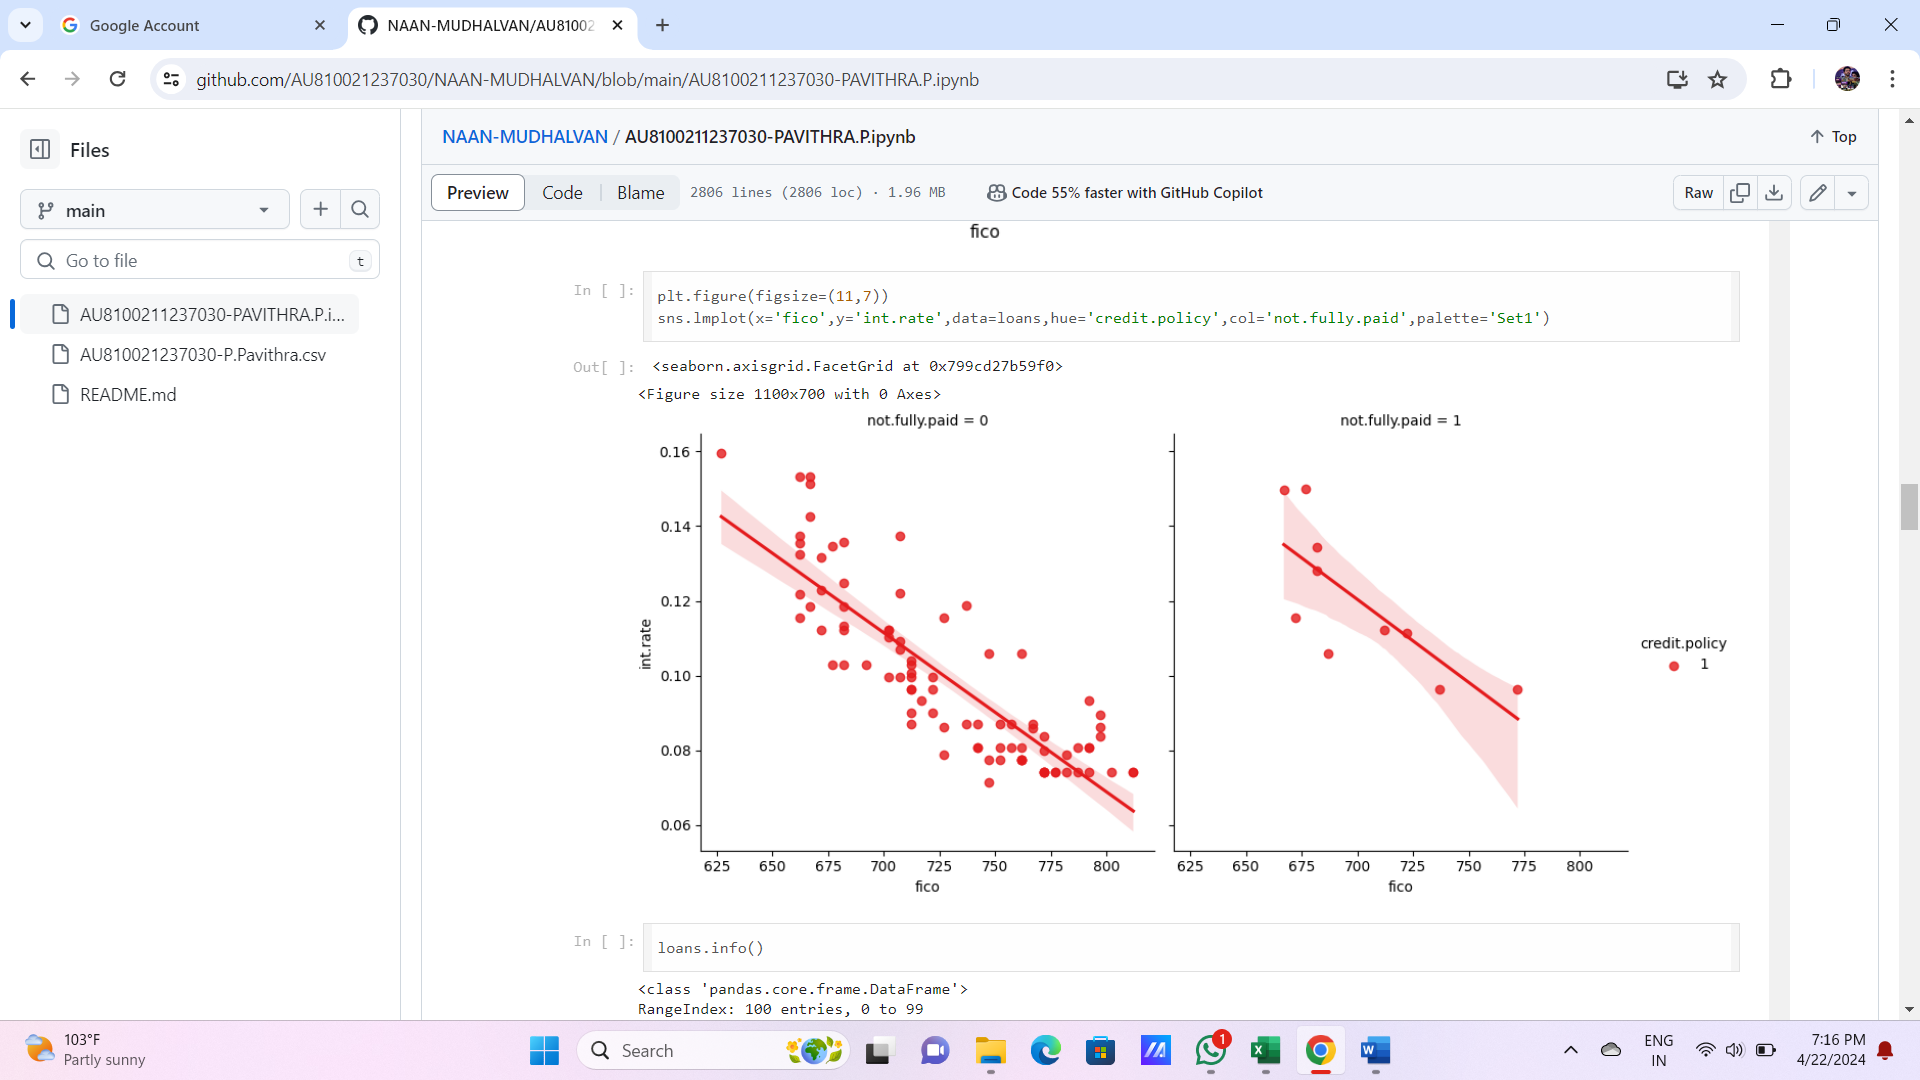 Google Account
NAAN-MUDHALVAN/AU81002
github.com/AU810021237030/NAAN-MUDHALVAN/blob/main/AU8100211237030-PAVITHRA.P.ipynb
Files
main
Go to file
t
AU8100211237030-PAVITHRA.P.i...
AU810021237030-P.Pavithra.csv
README.md
NAAN-MUDHALVAN / AU8100211237030-PAVITHRA.P.ipynb
Top
Preview
Code
Blame
2806 lines (2806 loc) · 1.96 MB
Code 55% faster with GitHub Copilot
Raw
fico
In [ ]:
plt.figure(figsize=(11,7))
sns.lmplot(x='fico',y='int.rate',data=loans,hue='credit.policy',col='not.fully.paid',palette='Set1')
Out[ ]:
<seaborn.axisgrid.FacetGrid at 0x799cd27b59f0>
<Figure size 1100x700 with 0 Axes>
not.fully.paid = 0
0.16
0.14
0.12
0.10
0.08
0.06
int.rate
625 650 675 700 725 750 775 800
fico
not.fully.paid = 1
625 650 675 700 725 750 775 800
fico
credit.policy
1
In [ ]:
loans.info()
<class 'pandas.core.frame.DataFrame'>
RangeIndex: 100 entries, 0 to 99
103°F
Partly sunny
Search
1
ENG
IN
7:16 PM
4/22/2024